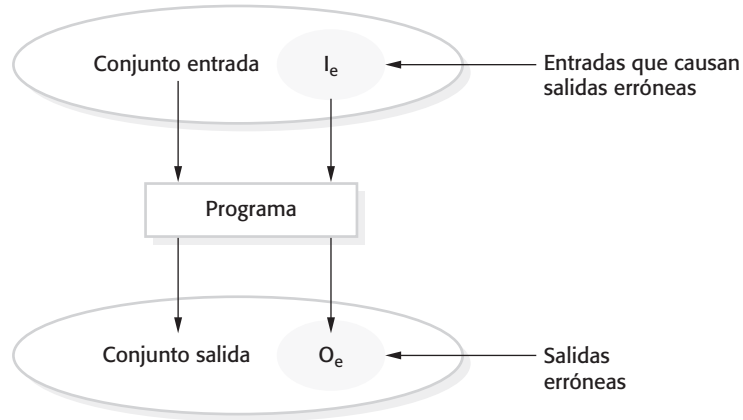 Conjunto entrada
Iₑ
Entradas que causan
salidas erróneas
Programa
Conjunto salida
Oₑ
Salidas
erróneas